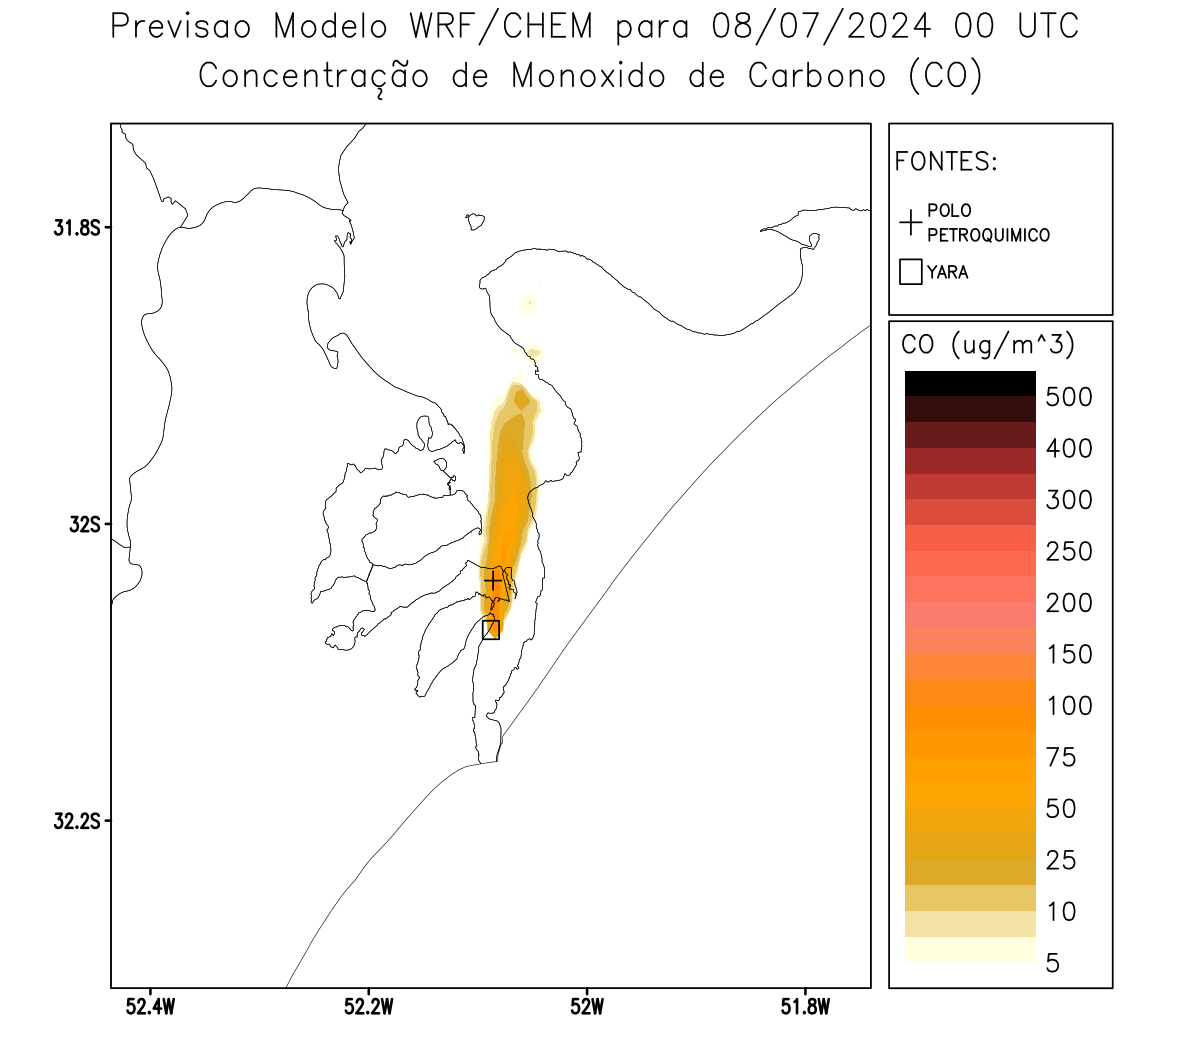 Previsao Modelo WRF/CHEM para 08/07/2024 00 UTC
Concentração de Monoxido de Carbono (CO)
FONTES:
POLO
PETROQUIMICO
YARA
CO (ug/m^3)
500
400
300
250
200
150
100
75
50
25
10
5
31.8S
32S
32.2S
52.4W
52.2W
52W
51.8W